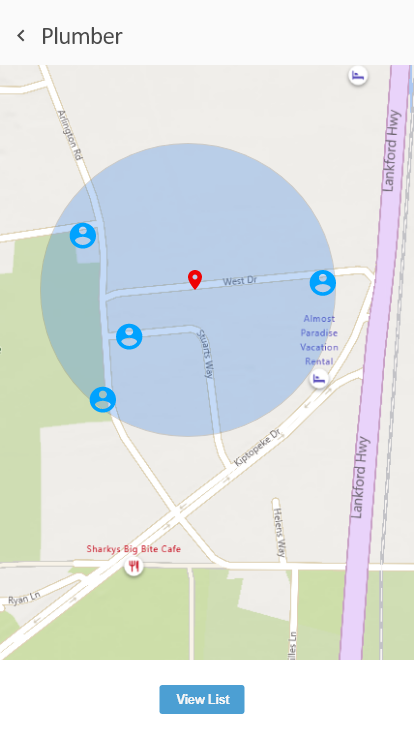 Plumber
Arlington Rd
Lankford Hwy
West Dr
Almost
Paradise
Vacation
Rental
Stuarts Way
Kiptopeke Dr
Lankford Hwy
Helens Way
Sharkys Big Bite Cafe
Ryan Ln
View List